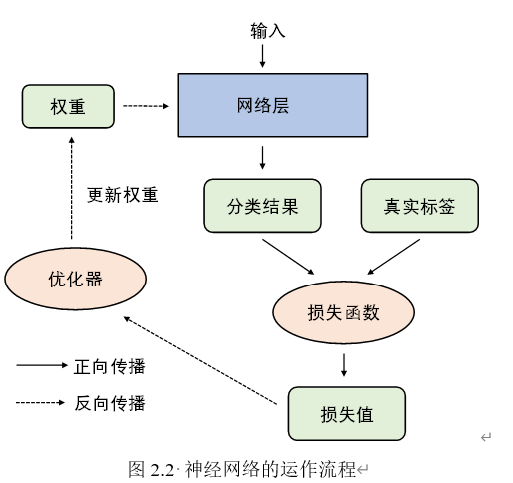 输入
权重
网络层
更新权重
分类结果
真实标签
优化器
损失函数
正向传播
反向传播
损失值
图 2.2 神经网络的运作流程